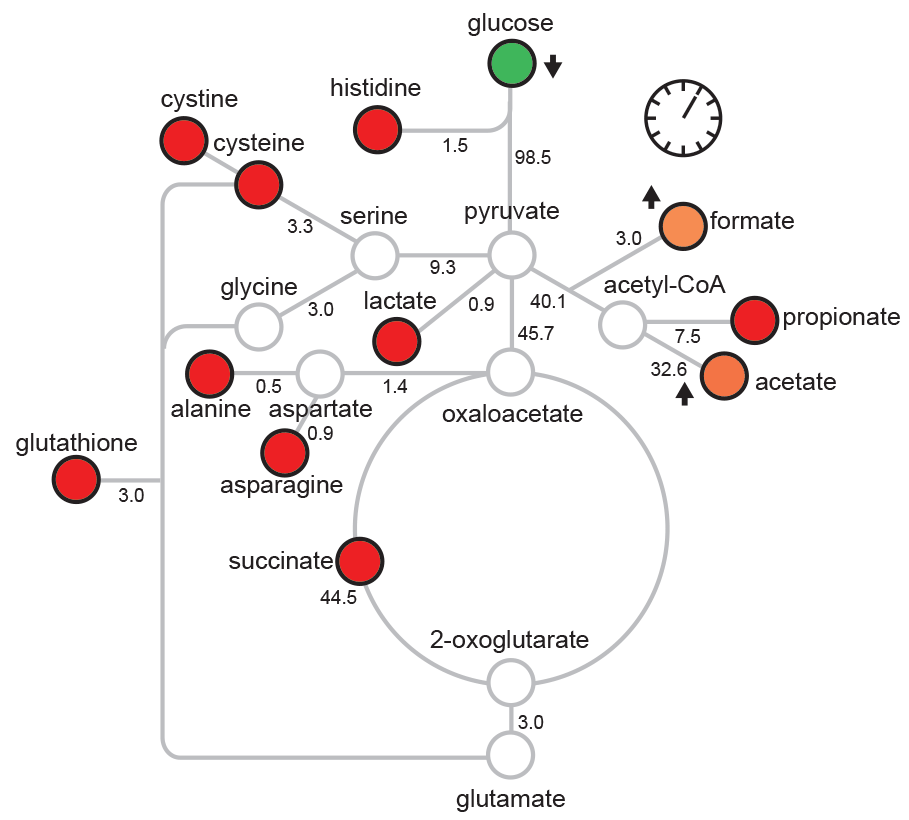 glucose
histidine
cystine
cysteine
1.5
98.5
serine
pyruvate
formate
3.3
3.0
9.3
glycine
3.0
lactate
0.9
40.1
acetyl-CoA
propionate
45.7
7.5
32.6
acetate
0.5
1.4
alanine
aspartate
oxaloacetate
0.9
glutathione
asparagine
3.0
succinate
44.5
2-oxoglutarate
3.0
glutamate